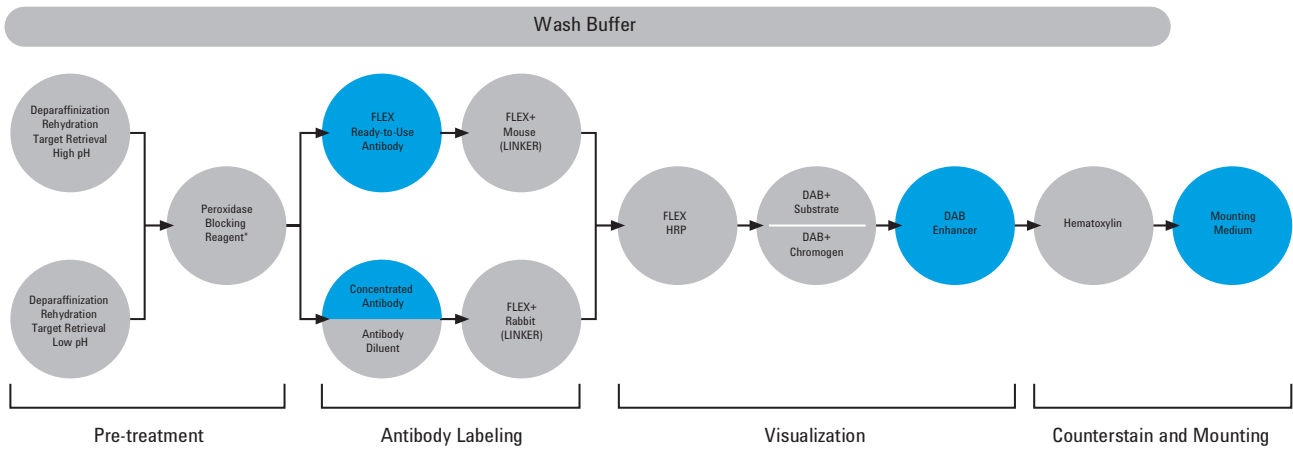 Wash Buffer
Deparaffinization
Rehydration
Target Retrieval
High pH
Deparaffinization
Rehydration
Target Retrieval
Low pH
Peroxidase
Blocking
Reagent*
FLEX
Ready-to-Use
Antibody
FLEX+
Mouse
(LINKER)
Concentrated
Antibody
Antibody
Diluent
FLEX+
Rabbit
(LINKER)
FLEX
HRP
DAB+
Substrate
DAB+
Chromogen
DAB
Enhancer
Hematoxylin
Mounting
Medium
Pre-treatment
Antibody Labeling
Visualization
Counterstain and Mounting